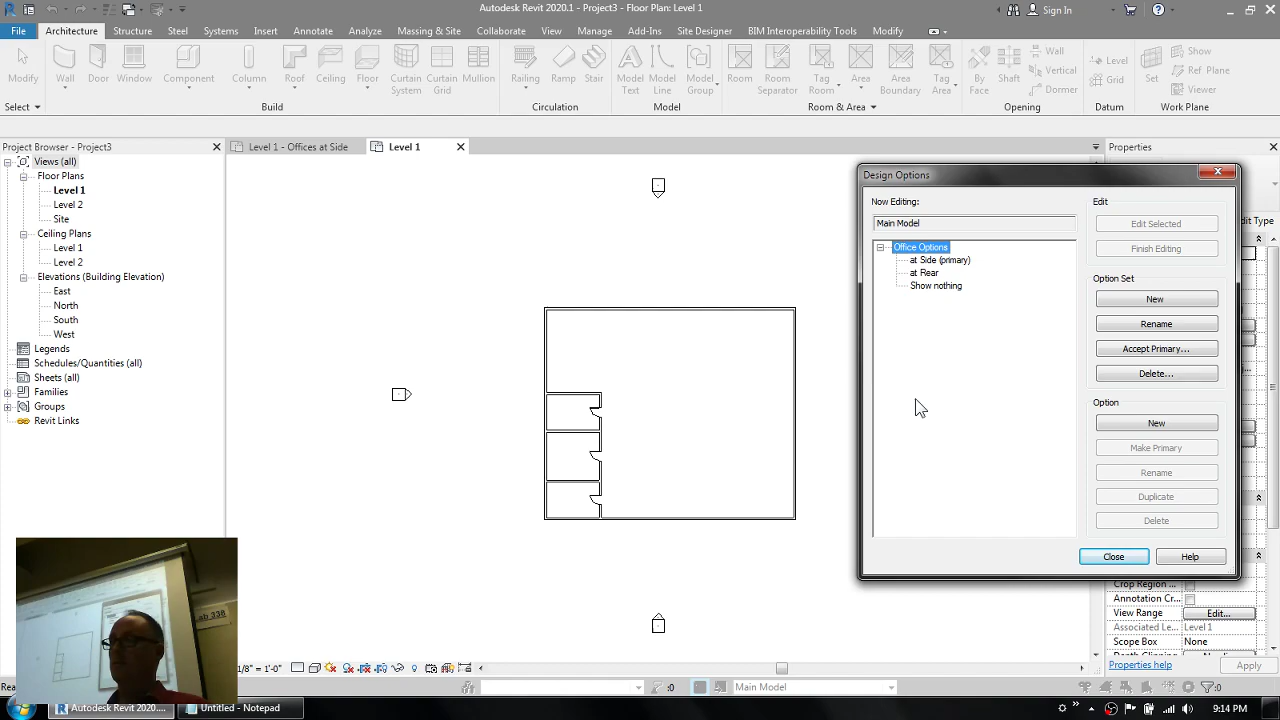 Autodesk Revit 2020.1 - Project3 - Floor Plan: Level 1
Sign In
File Architecture Structure Steel Systems Insert Annotate Analyze Massing & Site Collaborate View Manage Add-Ins Site Designer BIM Interoperability Tools Modify
Modify Wall Door Window Component Column Roof Ceiling Floor Curtain System Curtain Grid Mullion Railing Ramp Stair Model Text Model Line Model Group Room Room Separator Tag Room Area Area Boundary Tag Area By Face Shaft Wall Vertical Dormer Level Grid Set Show Ref Plane Viewer
Select Build Circulation Model Room & Area Opening Datum Work Plane
Project Browser - Project3
Level 1 - Offices at Side
Level 1
Properties
Views (all)
Floor Plans
Level 1
Level 2
Site
Ceiling Plans
Level 1
Level 2
Elevations (Building Elevation)
East
North
South
West
Legends
Schedules/Quantities (all)
Sheets (all)
Families
Groups
Revit Links
Design Options
Now Editing:
Main Model
Office Options
at Side (primary)
at Rear
Show nothing
Edit
Edit Selected
Finish Editing
Option Set
New
Rename
Accept Primary...
Delete...
Option
New
Make Primary
Rename
Duplicate
Delete
Close
Help
Edit Type
Crop Region
Annotation Cr...
View Range Edit...
Associated Le... Level 1
Scope Box None
Properties help
Apply
Lab 338
1/8" = 1'-0"
:0
Main Model
:0
Autodesk Revit 2020....
Untitled - Notepad
9:14 PM